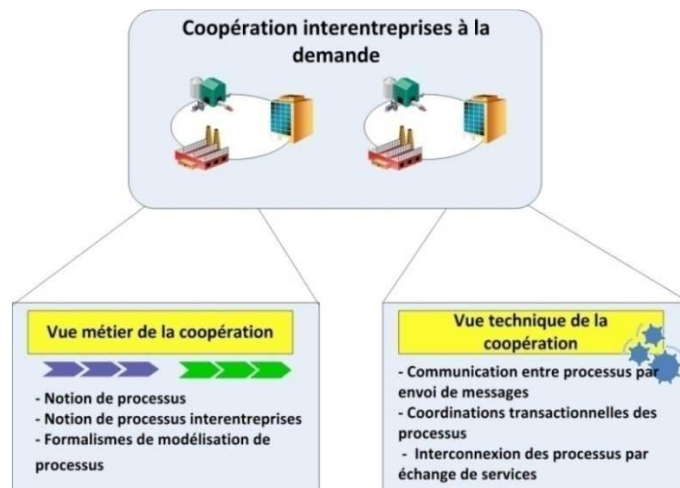 Coopération interentreprises à la
demande
Vue métier de la coopération
- Notion de processus
- Notion de processus interentreprises
- Formalismes de modélisation de
processus
Vue technique de la
coopération
- Communication entre processus par
envoi de messages
- Coordinations transactionnelles des
processus
- Interconnexion des processus par
échange de services